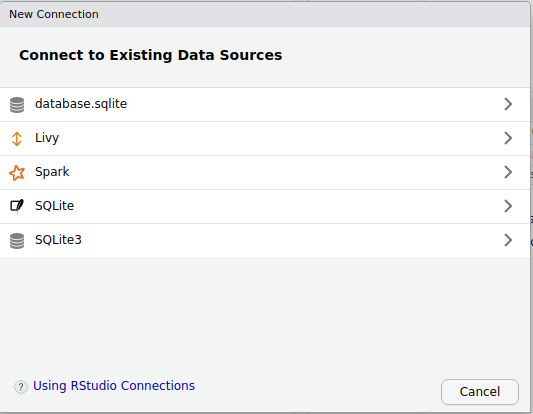 New Connection
Connect to Existing Data Sources
database.sqlite
Livy
Spark
SQLite
SQLite3
? Using RStudio Connections
Cancel